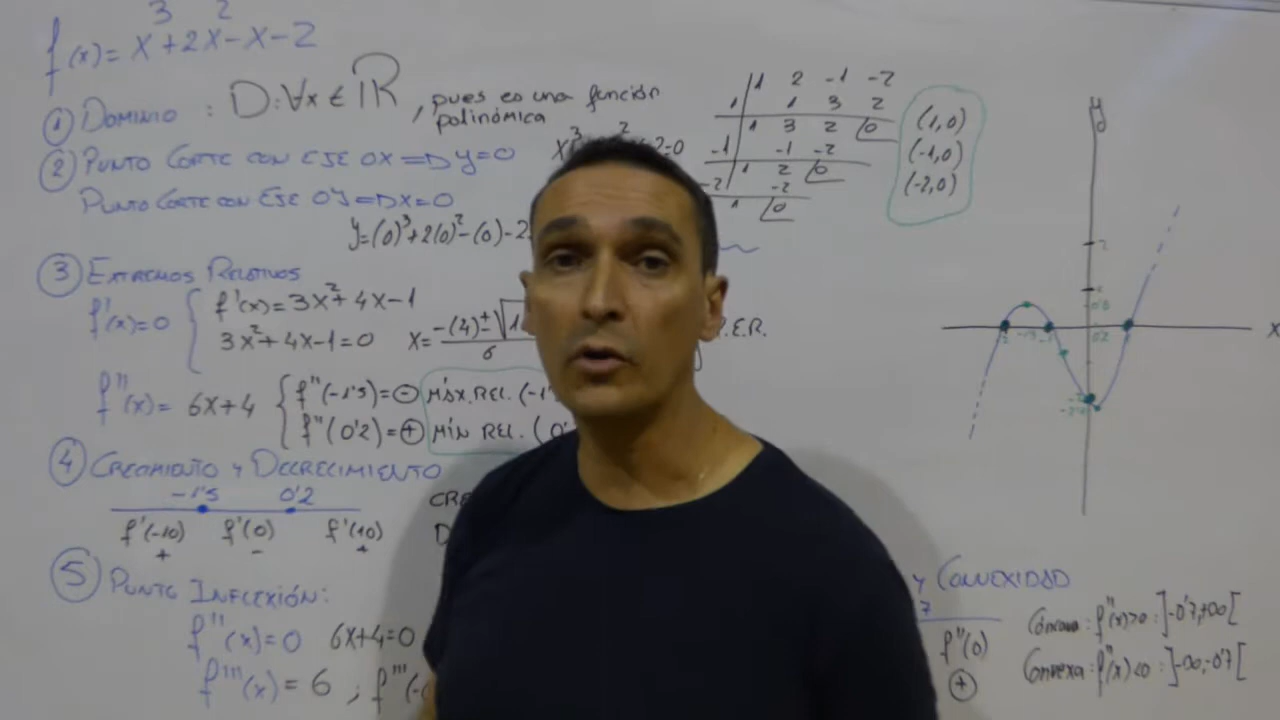 f(x)= x³+2x²-x-2
① DOMINIO : D:∀x∈ℝ, pues es una función
polinómica
② PUNTO CORTE CON EJE OX ⇒ y=0
PUNTO CORTE CON EJE OY ⇒ X=0
y=(0)³+2(0)²-(0)-2
1 2 -1 -2
1 1 3 2
1 3 2 0
-1 -1 -2
1 2 0
-2 -2
1 0
(1,0)
(-1,0)
(-2,0)
③ EXTREMOS RELATIVOS
f'(x)=0
f'(x)=3x²+4x-1
3x²+4x-1=0 x= -(4)±√1
6
P.E.R.
f''(x)= 6x+4
f''(-1'5)=⊖ MÁX.REL. (-1'
f''(0'2)=⊕ MÍN REL. (0'
④ CRECIMIENTO Y DECRECIMIENTO
-1'5 0'2
f'(-10) f'(0) f'(10)
+ - +
CRE
D
⑤ PUNTO INFLEXIÓN:
f''(x)=0 6x+4=0
f'''(x)= 6 , f'''(-
Y CONVEXIDAD
7
f''(0)
⊕
Cóncava: f''(x)>0 : ]-0'7,+∞[
Convexa: f''(x)<0 : ]-∞,-0'7[
y
x